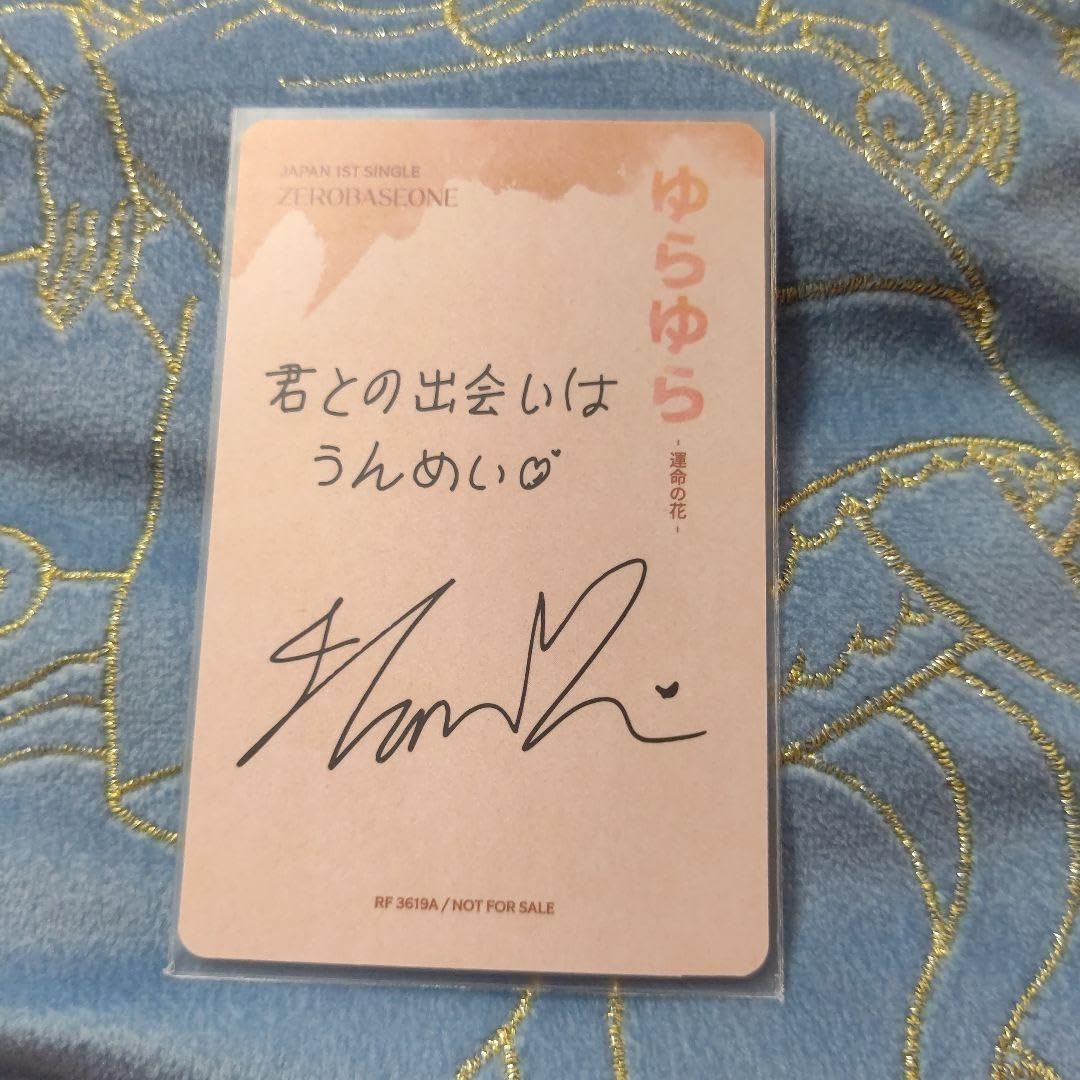 JAPAN 1ST SINGLE
ZEROBASEONE
ゆらゆら
-運命の花-
君との出会いは
うんめい♡
RF 3619A / NOT FOR SALE